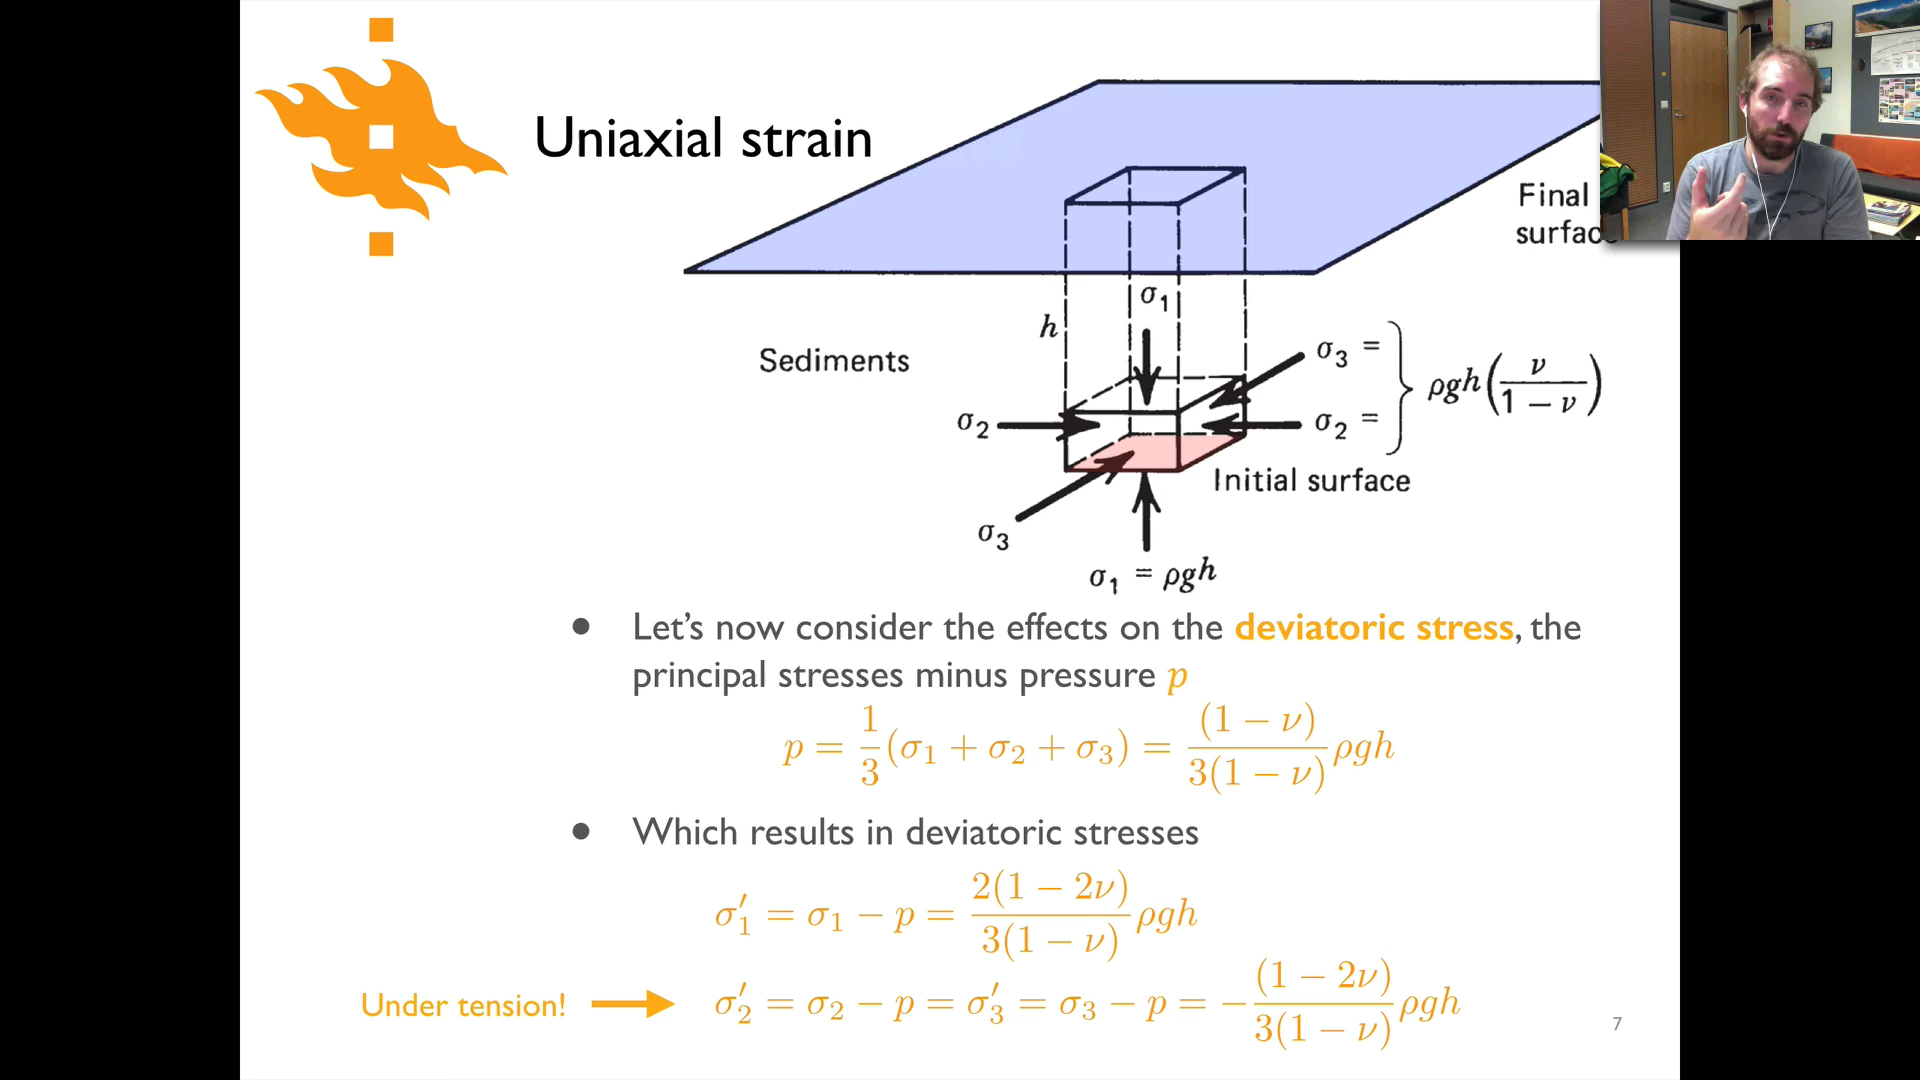 Uniaxial strain
Final
surfac
σ₁
h
Sediments
σ₃ =
σ₂ =
ρgh(ν/(1 − ν))
σ₂
Initial surface
σ₃
σ₁ = ρgh
• Let's now consider the effects on the deviatoric stress, the
principal stresses minus pressure p
p = 1/3(σ₁ + σ₂ + σ₃) = (1 − ν)/3(1 − ν) ρgh
• Which results in deviatoric stresses
σ′₁ = σ₁ − p = 2(1 − 2ν)/3(1 − ν) ρgh
Under tension!
σ′₂ = σ₂ − p = σ′₃ = σ₃ − p = −(1 − 2ν)/3(1 − ν) ρgh
7